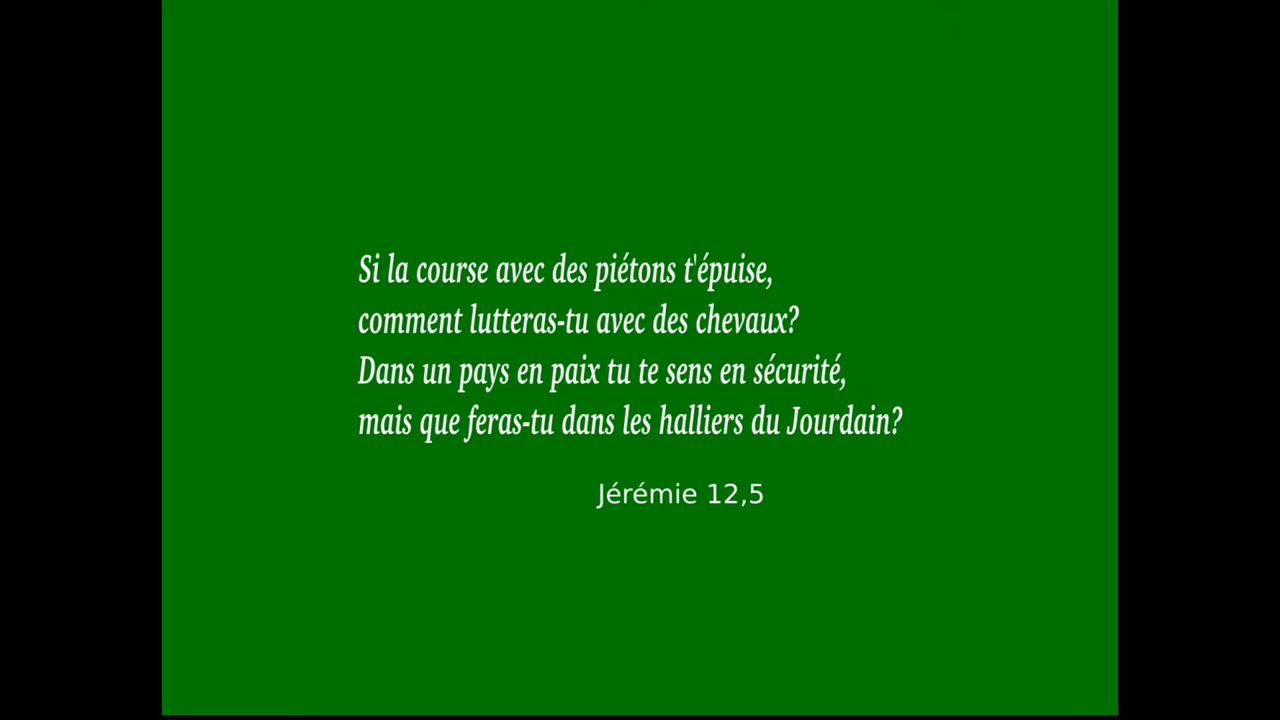 Si la course avec des piétons t'épuise,
comment lutteras-tu avec des chevaux?
Dans un pays en paix tu te sens en sécurité,
mais que feras-tu dans les halliers du Jourdain?
Jérémie 12,5